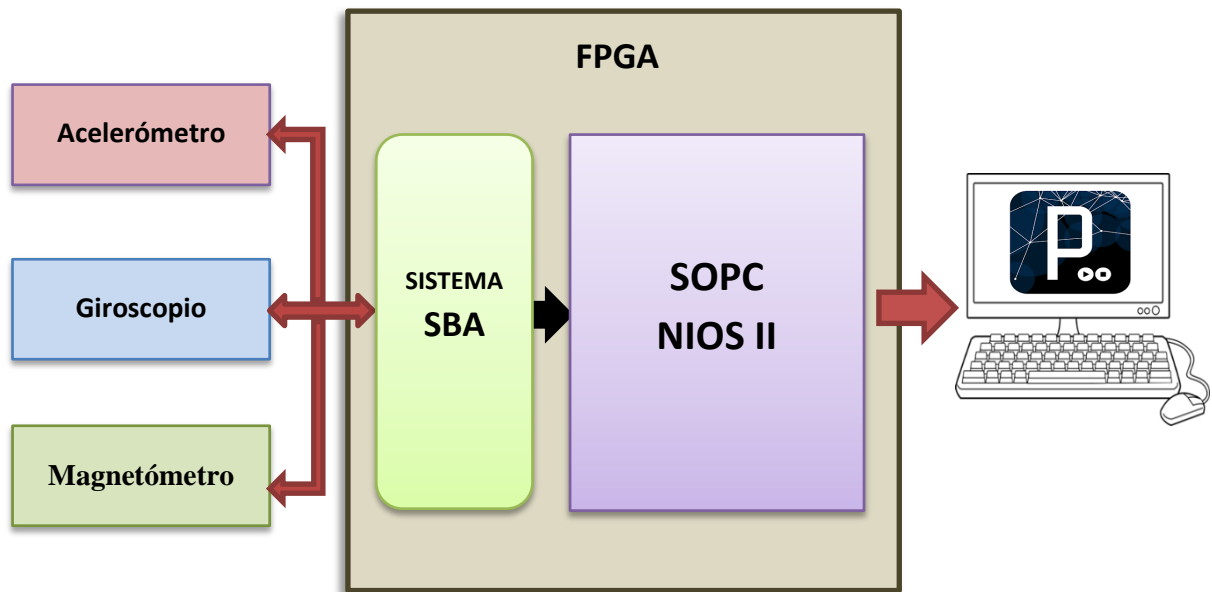 FPGA
Acelerómetro
Giroscopio
Magnetómetro
SISTEMA
SBA
SOPC
NIOS II
P